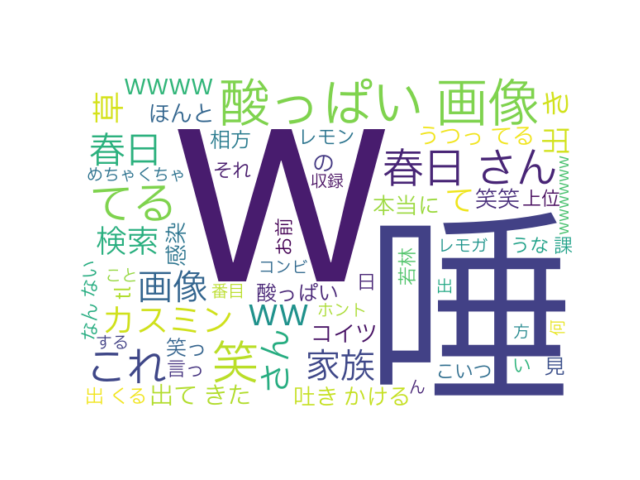 wwww
酸っぱい 画像
草
ほんと
き
出
春日
相方
レモン
うつっ てる
W
めちゃくちゃ
それ
の
収録
春日 さん
wwwwwww
てる
本当に
て
笑笑
上位
検索
感染
お前
唾
レモガ
うな
課
なん ない
こと
tl
画像
番目
コンビ
酸っぱい
日
若林
出
カスミン
ww
ホント
コイツ
方
何
する
これ
笑っ
言っ
笑
さん
家族
こいつ
い
見
出 くる
出て きた
吐き かける
ん